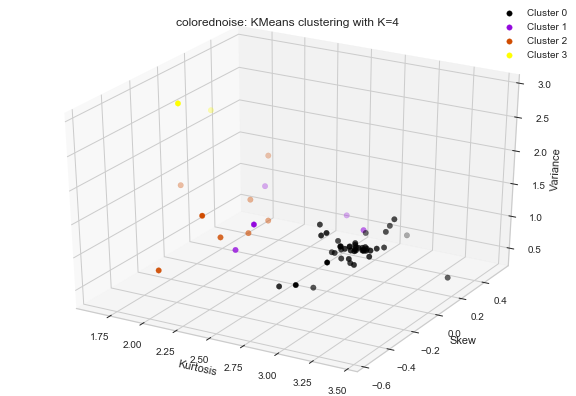 colorednoise: KMeans clustering with K=4
Cluster 0
Cluster 1
Cluster 2
Cluster 3
3.0
2.5
2.0
1.5
1.0
0.5
Variance
0.4
0.2
0.0
−0.2
−0.4
−0.6
Skew
1.75
2.00
2.25
2.50
2.75
3.00
3.25
3.50
Kurtosis